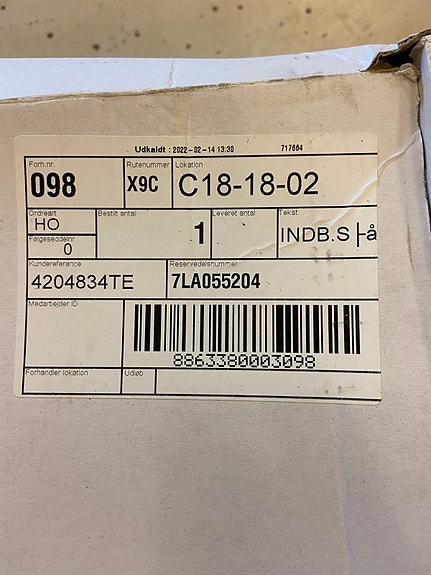 Udkaldt : 2022-02-14 13:30 717664
Forh.nr. Rutenummer Lokation
098 X9C C18-18-02
Ordreart Bestilt antal Leveret antal Tekst
HO 1 INDB.S
Følgeseddelnr
0
Kundereference Reservedelsnummer
4204834TE 7LA055204
Medarbejder ID
8863380003098
Forhandler lokation Udløb